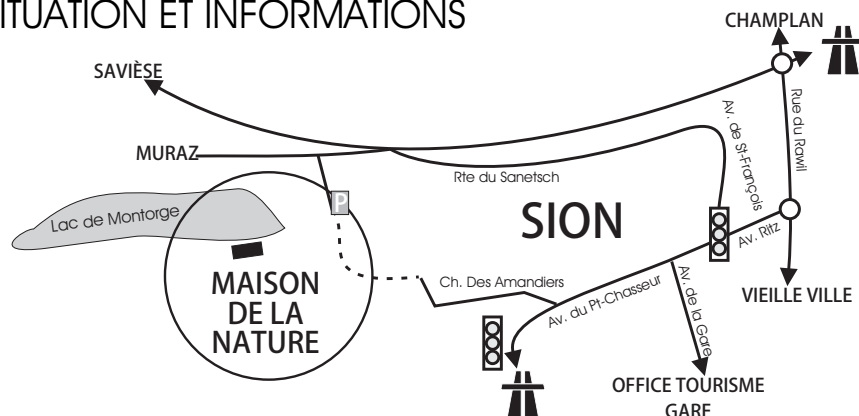 ITUATION ET INFORMATIONS
CHAMPLAN
SAVIÈSE
MURAZ
Rue du Rawil
Av. de St-François
Rte du Sanetsch
P
Lac de Montorge
SION
Av. Ritz
MAISON
DE LA
NATURE
Ch. Des Amandiers
Av. du Pt-Chasseur
Av. de la Gare
VIEILLE VILLE
OFFICE TOURISME
GARE